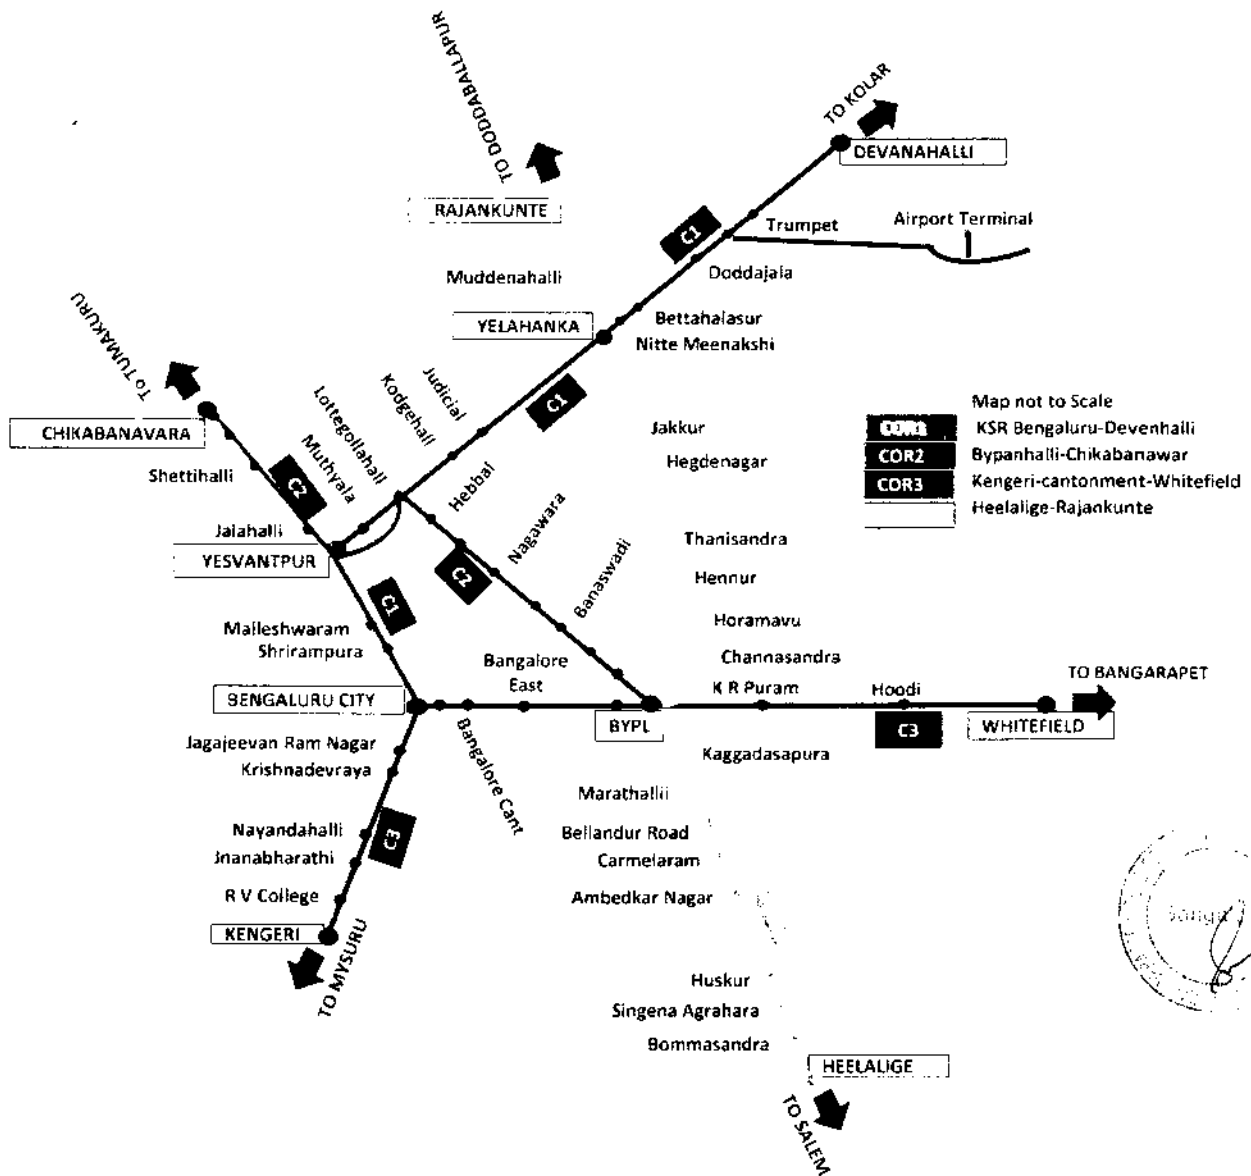 TO DODDABALLAPUR
TO KOLAR
DEVANAHALLI
RAJANKUNTE
C1
Trumpet
Airport Terminal
Muddenahalli
Doddajala
To TUMAKURU
YELAHANKA
Bettahalasur
Nitte Meenakshi
C1
Judicial
Kodgehall
Lottegollahall
Muthyala
CHIKABANAVARA
Shettihalli
C2
Jakkur
Hegdenagar
Map not to Scale
COR1 KSR Bengaluru-Devenhalli
COR2 Bypanhalli-Chikabanawar
COR3 Kengeri-cantonment-Whitefield
Heelalige-Rajankunte
Hebbal
Nagawara
Banaswadi
Jalahalli
YESVANTPUR
C2
Thanisandra
Hennur
C1
Malleshwaram
Shrirampura
Horamavu
Channasandra
Bangalore
East
BENGALURU CITY
K R Puram
Hoodi
TO BANGARAPET
BYPL
C3
WHITEFIELD
Jagajeevan Ram Nagar
Krishnadevraya
Bangalore Cant
Kaggadasapura
Marathallii
Nayandahalli
C3
Bellandur Road
Jnanabharathi
Carmelaram
R V College
Ambedkar Nagar
KENGERI
TO MYSURU
Huskur
Singena Agrahara
Bommasandra
HEELALIGE
TO SALEM